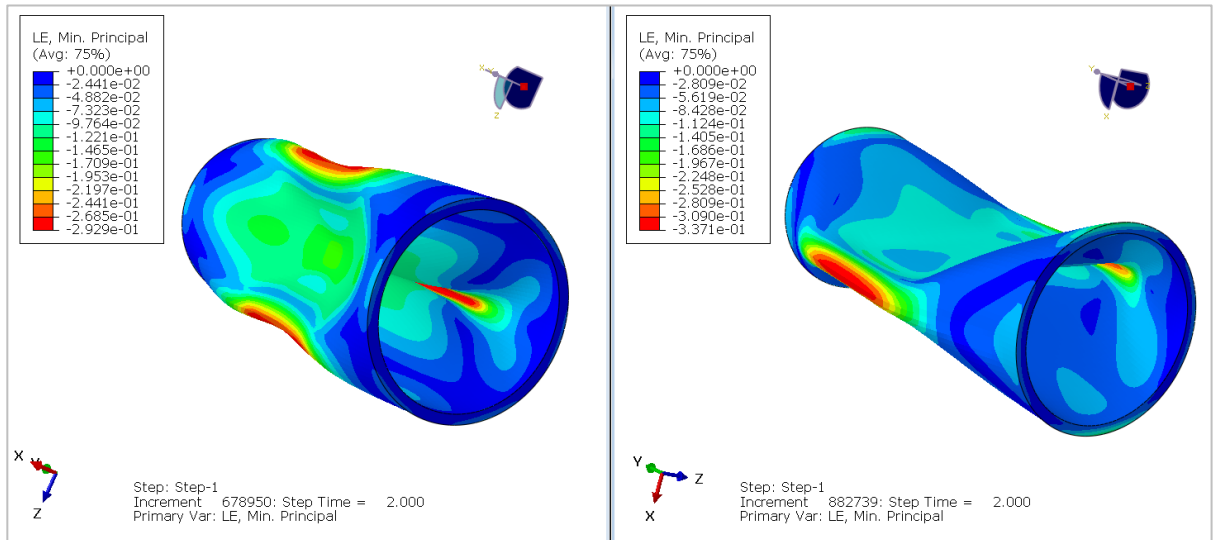 LE, Min. Principal
(Avg: 75%)
+0.000e+00
-2.441e-02
-4.882e-02
-7.323e-02
-9.764e-02
-1.221e-01
-1.465e-01
-1.709e-01
-1.953e-01
-2.197e-01
-2.441e-01
-2.685e-01
-2.929e-01
X
Z
X
Y
Z
Step: Step-1
Increment 678950: Step Time = 2.000
Primary Var: LE, Min. Principal
LE, Min. Principal
(Avg: 75%)
+0.000e+00
-2.809e-02
-5.619e-02
-8.428e-02
-1.124e-01
-1.405e-01
-1.686e-01
-1.967e-01
-2.248e-01
-2.528e-01
-2.809e-01
-3.090e-01
-3.371e-01
Y
X
Y
Z
X
Step: Step-1
Increment 882739: Step Time = 2.000
Primary Var: LE, Min. Principal